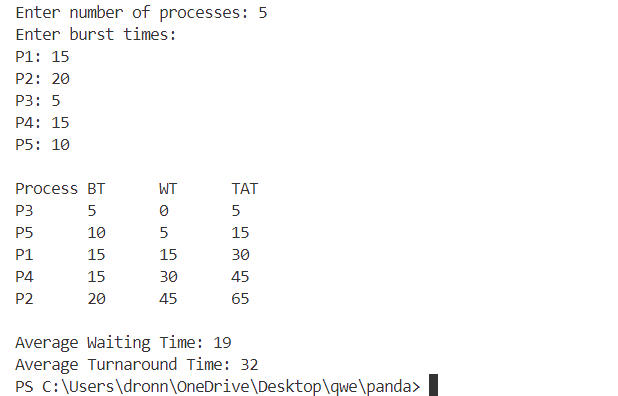 Enter number of processes: 5
Enter burst times:
P1: 15
P2: 20
P3: 5
P4: 15
P5: 10
Process BT WT TAT
P3 5 0 5
P5 10 5 15
P1 15 15 30
P4 15 30 45
P2 20 45 65
Average Waiting Time: 19
Average Turnaround Time: 32
PS C:\Users\dronn\OneDrive\Desktop\qwe\panda>